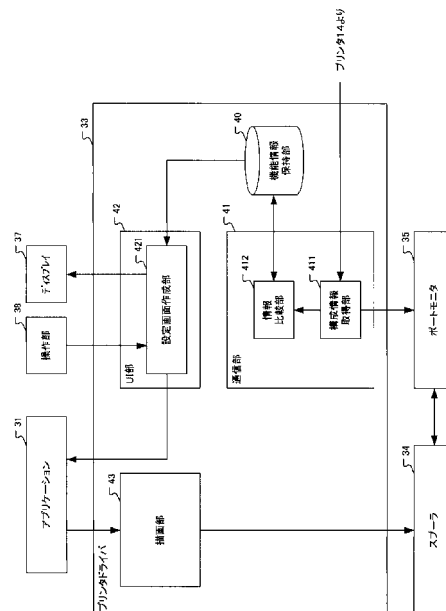 アプリケーション
31
操作部
38
ディスプレイ
37
プリンタドライバ
33
描画部
43
UI部
42
設定画面作成部
421
通信部
41
情報
比較部
412
構成情報
取得部
411
機能情報
保持部
40
プリンタ14より
スプーラ
34
ポートモニタ
35